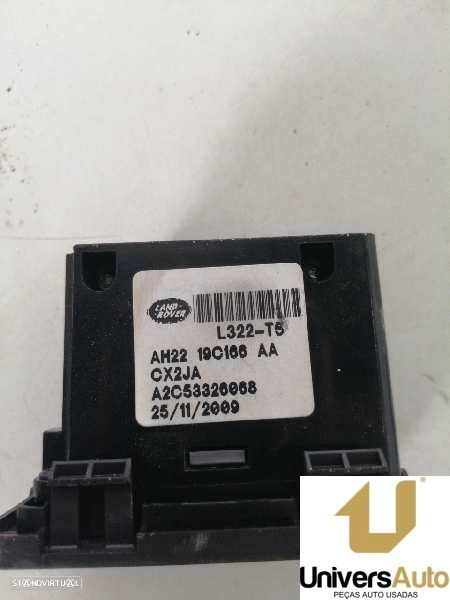 LAND-
ROVER
L322-T5
AH22 19C166 AA
CX2JA
A2C53326068
25/11/2009
UniversAuto
PEÇAS AUTO USADAS
STANDVIRTUAL